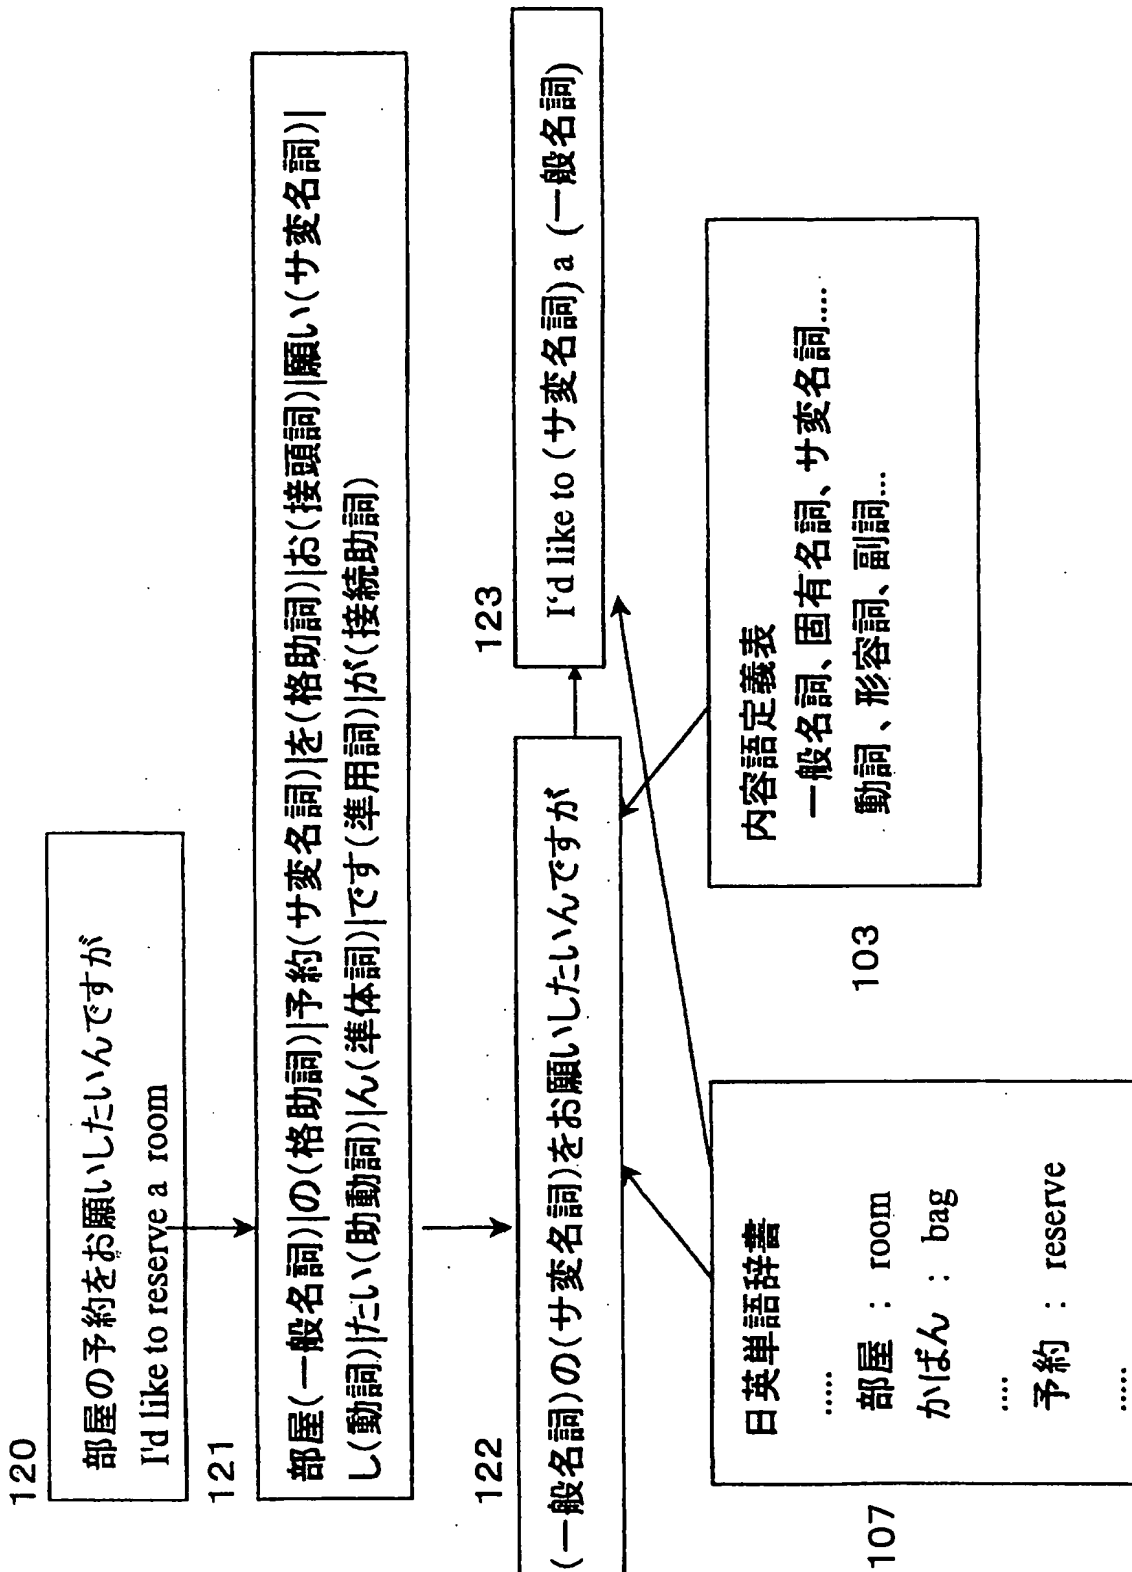 120
部屋の予約をお願いしたいんですが
I'd like to reserve a room
121
部屋(一般名詞)|の(格助詞)|予約(サ変名詞)|を(格助詞)|お(接頭詞)|願い(サ変名詞)|
し(動詞)|たい(助動詞)|ん(準体詞)|です(準用詞)|が(接続助詞)
122
(一般名詞)の(サ変名詞)をお願いしたいんですが
123
I'd like to (サ変名詞) a (一般名詞)
107
日英単語辞書
.....
部屋 : room
かばん : bag
....
予約 : reserve
.....
103
内容語定義表
一般名詞、固有名詞、サ変名詞....
動詞、形容詞、副詞...